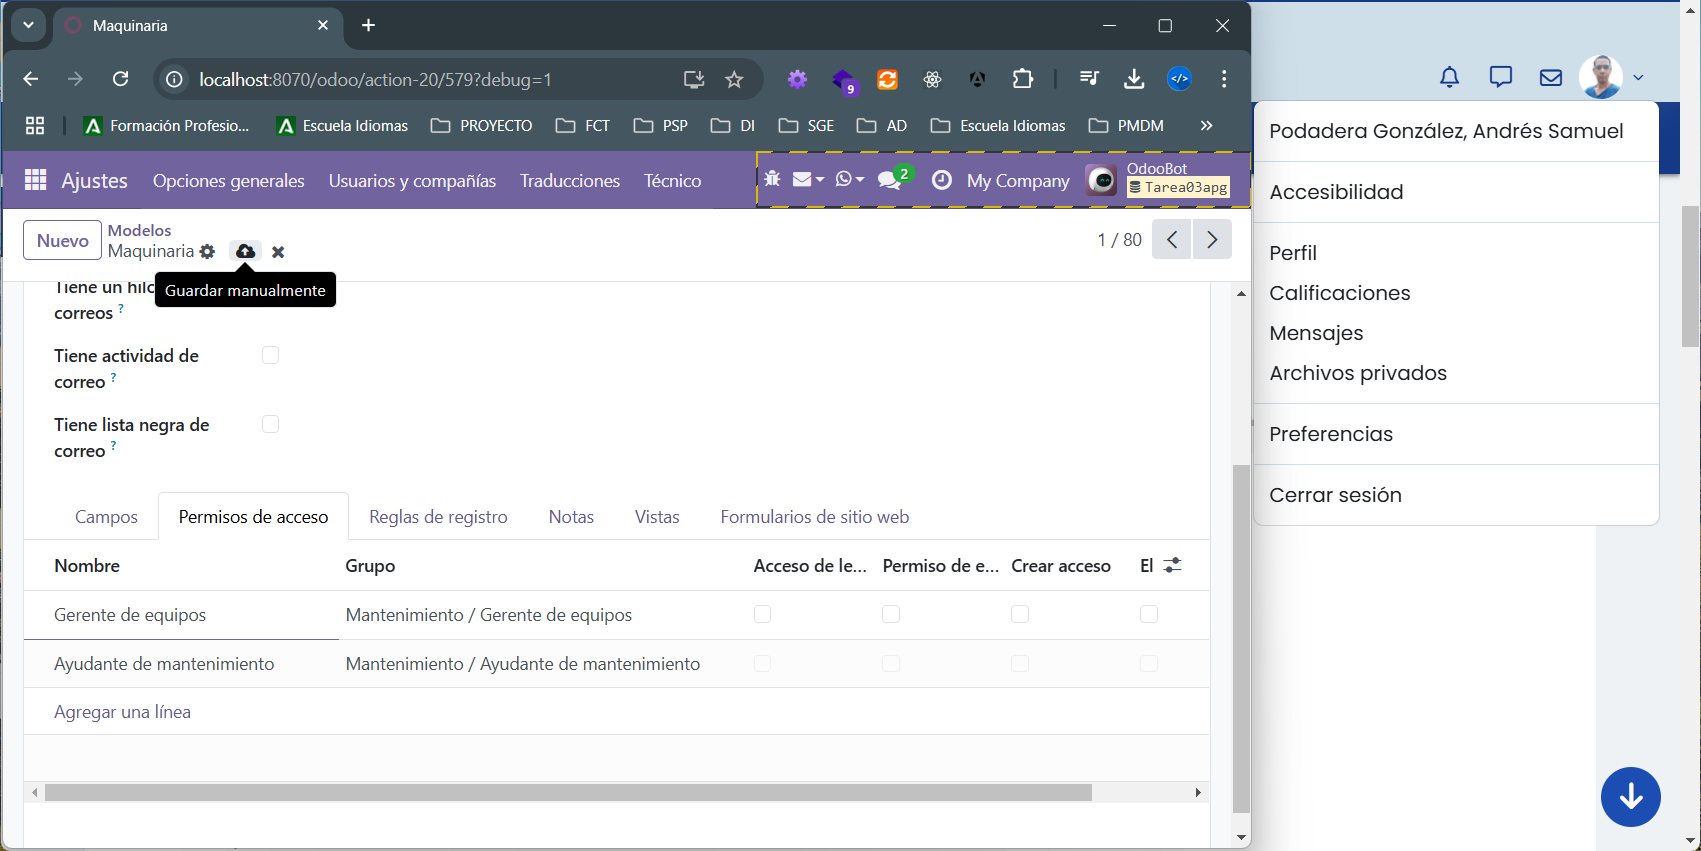 Maquinaria
localhost:8070/odoo/action-20/579?debug=1
9
Formación Profesio...
Escuela Idiomas
PROYECTO
FCT
PSP
DI
SGE
AD
Escuela Idiomas
PMDM
Ajustes
Opciones generales
Usuarios y compañías
Traducciones
Técnico
2
My Company
OdooBot
Tarea03apg
Nuevo
Modelos
Maquinaria
1 / 80
Guardar manualmente
Tiene un hilo
correos ?
Tiene actividad de
correo ?
Tiene lista negra de
correo ?
Campos
Permisos de acceso
Reglas de registro
Notas
Vistas
Formularios de sitio web
Nombre
Grupo
Acceso de le...
Permiso de e...
Crear acceso
El
Gerente de equipos
Mantenimiento / Gerente de equipos
Ayudante de mantenimiento
Mantenimiento / Ayudante de mantenimiento
Agregar una línea
Podadera González, Andrés Samuel
Accesibilidad
Perfil
Calificaciones
Mensajes
Archivos privados
Preferencias
Cerrar sesión